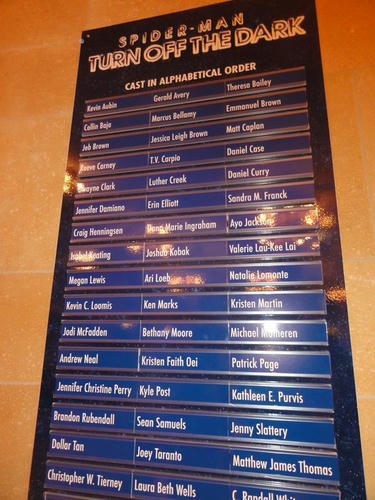 SPIDER-MAN
TURN OFF THE DARK
CAST IN ALPHABETICAL ORDER
Kevin Aubin Gerald Avery Theresa Bailey
Collin Baja Marcus Bellamy Emmanuel Brown
Jeb Brown Jessica Leigh Brown Matt Caplan
Reeve Carney T.V. Carpio Daniel Case
Dwayne Clark Luther Creek Daniel Curry
Jennifer Damiano Erin Elliott Sandra M. Franck
Craig Henningsen Dana Marie Ingraham Ayo Jackson
Isabel Keating Joshua Kobak Valerie Lau-Kee Lai
Megan Lewis Ari Loeb Natalie Lomonte
Kevin C. Loomis Ken Marks Kristen Martin
Jodi McFadden Bethany Moore Michael Mulheren
Andrew Neal Kristen Faith Oei Patrick Page
Jennifer Christine Perry Kyle Post Kathleen E. Purvis
Brandon Rubendall Sean Samuels Jenny Slattery
Dollar Tan Joey Taranto Matthew James Thomas
Christopher W. Tierney Laura Beth Wells C. Randall